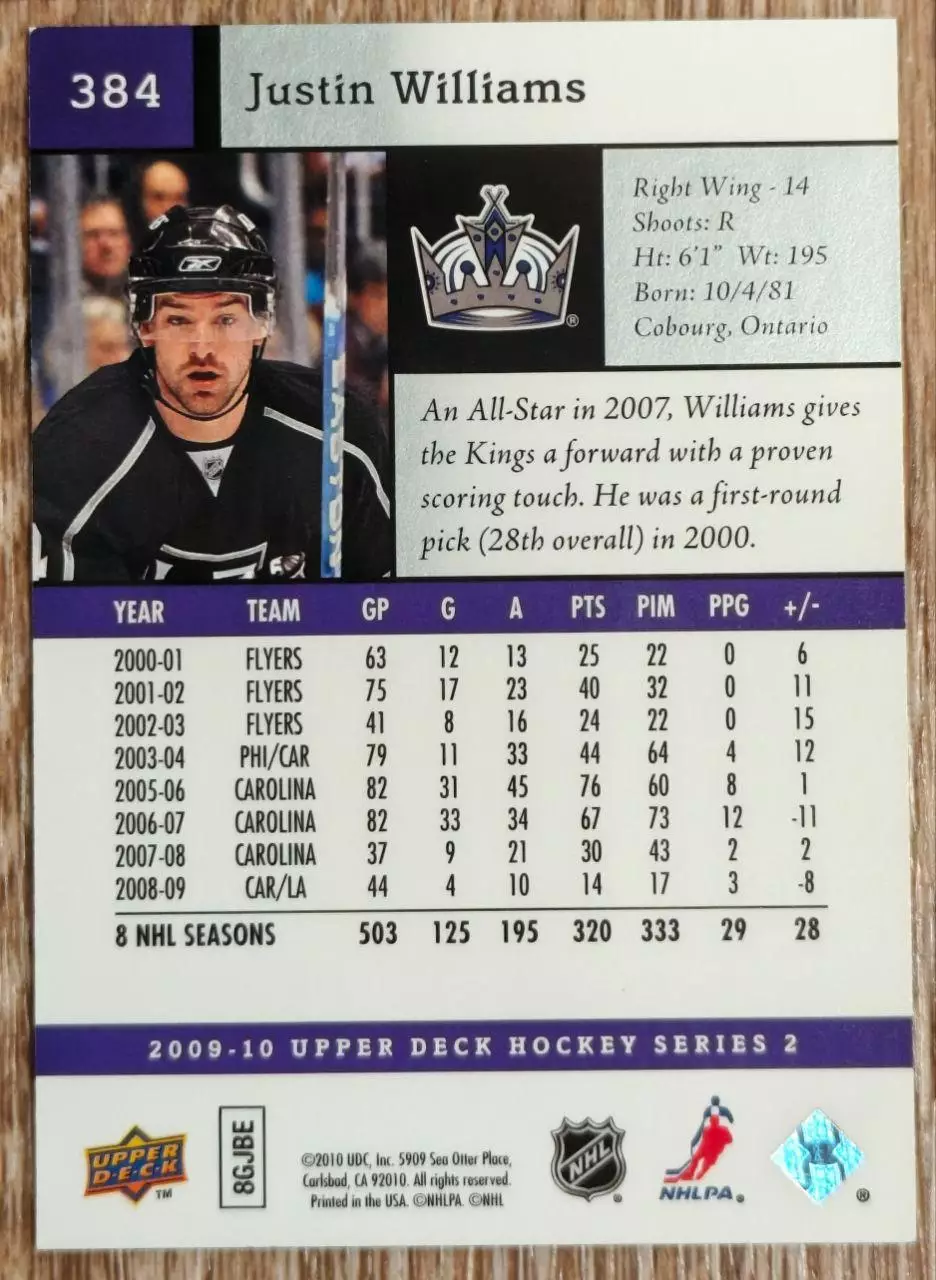 384
Justin Williams
Right Wing - 14
Shoots: R
Ht: 6'1" Wt: 195
Born: 10/4/81
Cobourg, Ontario
®
An All-Star in 2007, Williams gives
the Kings a forward with a proven
scoring touch. He was a first-round
pick (28th overall) in 2000.
YEAR TEAM GP G A PTS PIM PPG +/-
2000-01 FLYERS 63 12 13 25 22 0 6
2001-02 FLYERS 75 17 23 40 32 0 11
2002-03 FLYERS 41 8 16 24 22 0 15
2003-04 PHI/CAR 79 11 33 44 64 4 12
2005-06 CAROLINA 82 31 45 76 60 8 1
2006-07 CAROLINA 82 33 34 67 73 12 -11
2007-08 CAROLINA 37 9 21 30 43 2 2
2008-09 CAR/LA 44 4 10 14 17 3 -8
8 NHL SEASONS 503 125 195 320 333 29 28
2009-10 UPPER DECK HOCKEY SERIES 2
UPPER
D·E·C·K
™
8GJBE
©2010 UDC, Inc. 5909 Sea Otter Place,
Carlsbad, CA 92010. All rights reserved.
Printed in the USA. ©NHLPA. ©NHL
NHL
®
NHLPA®
®